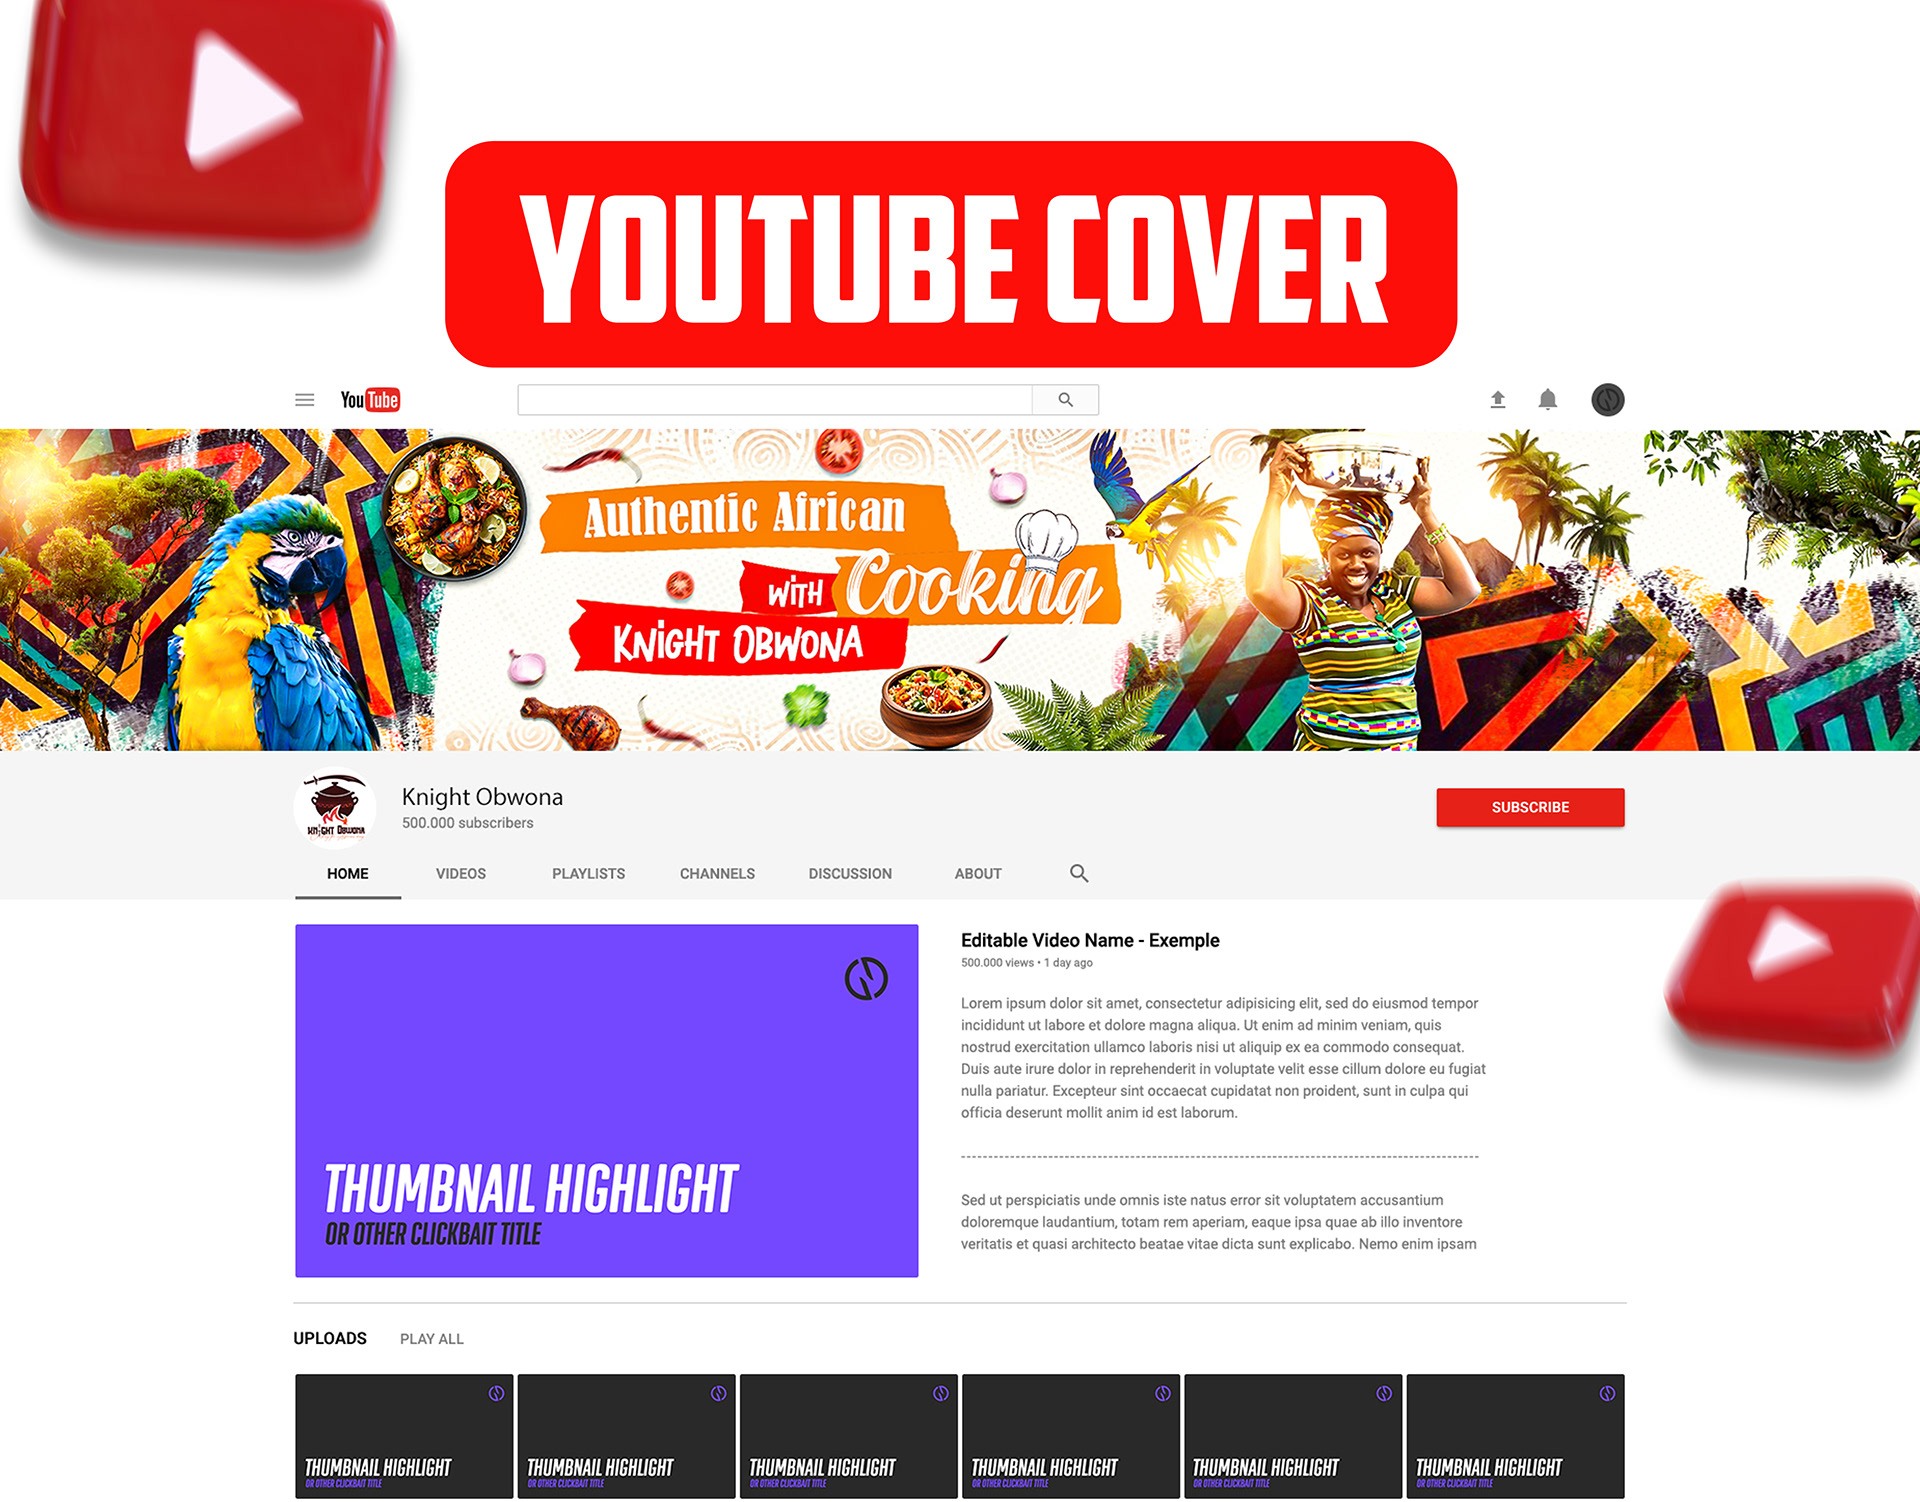 YOUTUBE COVER
YouTube
Authentic African
with Cooking
Knight Obwona
Knight Obwona
Knight Obwona
500.000 subscribers
SUBSCRIBE
HOME VIDEOS PLAYLISTS CHANNELS DISCUSSION ABOUT
THUMBNAIL HIGHLIGHT
OR OTHER CLICKBAIT TITLE
Editable Video Name - Exemple
500.000 views • 1 day ago
Lorem ipsum dolor sit amet, consectetur adipisicing elit, sed do eiusmod tempor
incididunt ut labore et dolore magna aliqua. Ut enim ad minim veniam, quis
nostrud exercitation ullamco laboris nisi ut aliquip ex ea commodo consequat.
Duis aute irure dolor in reprehenderit in voluptate velit esse cillum dolore eu fugiat
nulla pariatur. Excepteur sint occaecat cupidatat non proident, sunt in culpa qui
officia deserunt mollit anim id est laborum.
Sed ut perspiciatis unde omnis iste natus error sit voluptatem accusantium
doloremque laudantium, totam rem aperiam, eaque ipsa quae ab illo inventore
veritatis et quasi architecto beatae vitae dicta sunt explicabo. Nemo enim ipsam
UPLOADS PLAY ALL
THUMBNAIL HIGHLIGHT
OR OTHER CLICKBAIT TITLE
THUMBNAIL HIGHLIGHT
OR OTHER CLICKBAIT TITLE
THUMBNAIL HIGHLIGHT
OR OTHER CLICKBAIT TITLE
THUMBNAIL HIGHLIGHT
OR OTHER CLICKBAIT TITLE
THUMBNAIL HIGHLIGHT
OR OTHER CLICKBAIT TITLE
THUMBNAIL HIGHLIGHT
OR OTHER CLICKBAIT TITLE